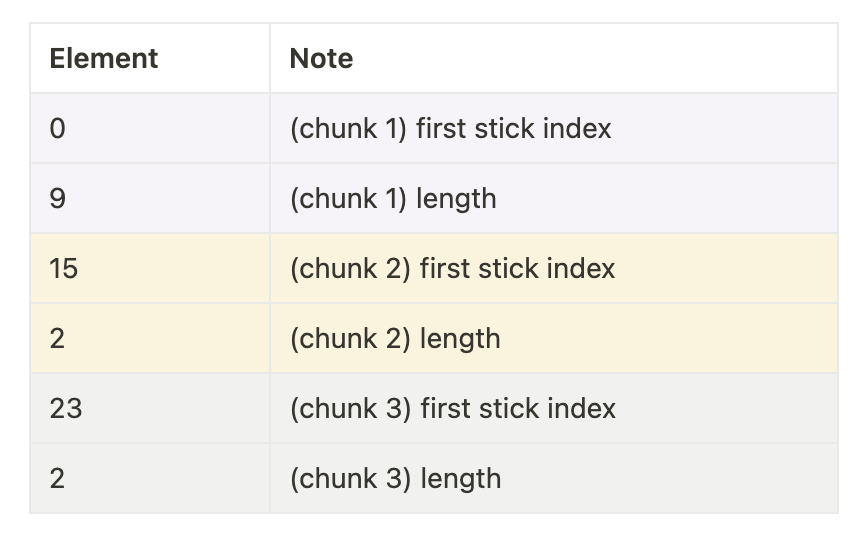 Element Note
0 (chunk 1) first stick index
9 (chunk 1) length
15 (chunk 2) first stick index
2 (chunk 2) length
23 (chunk 3) first stick index
2 (chunk 3) length